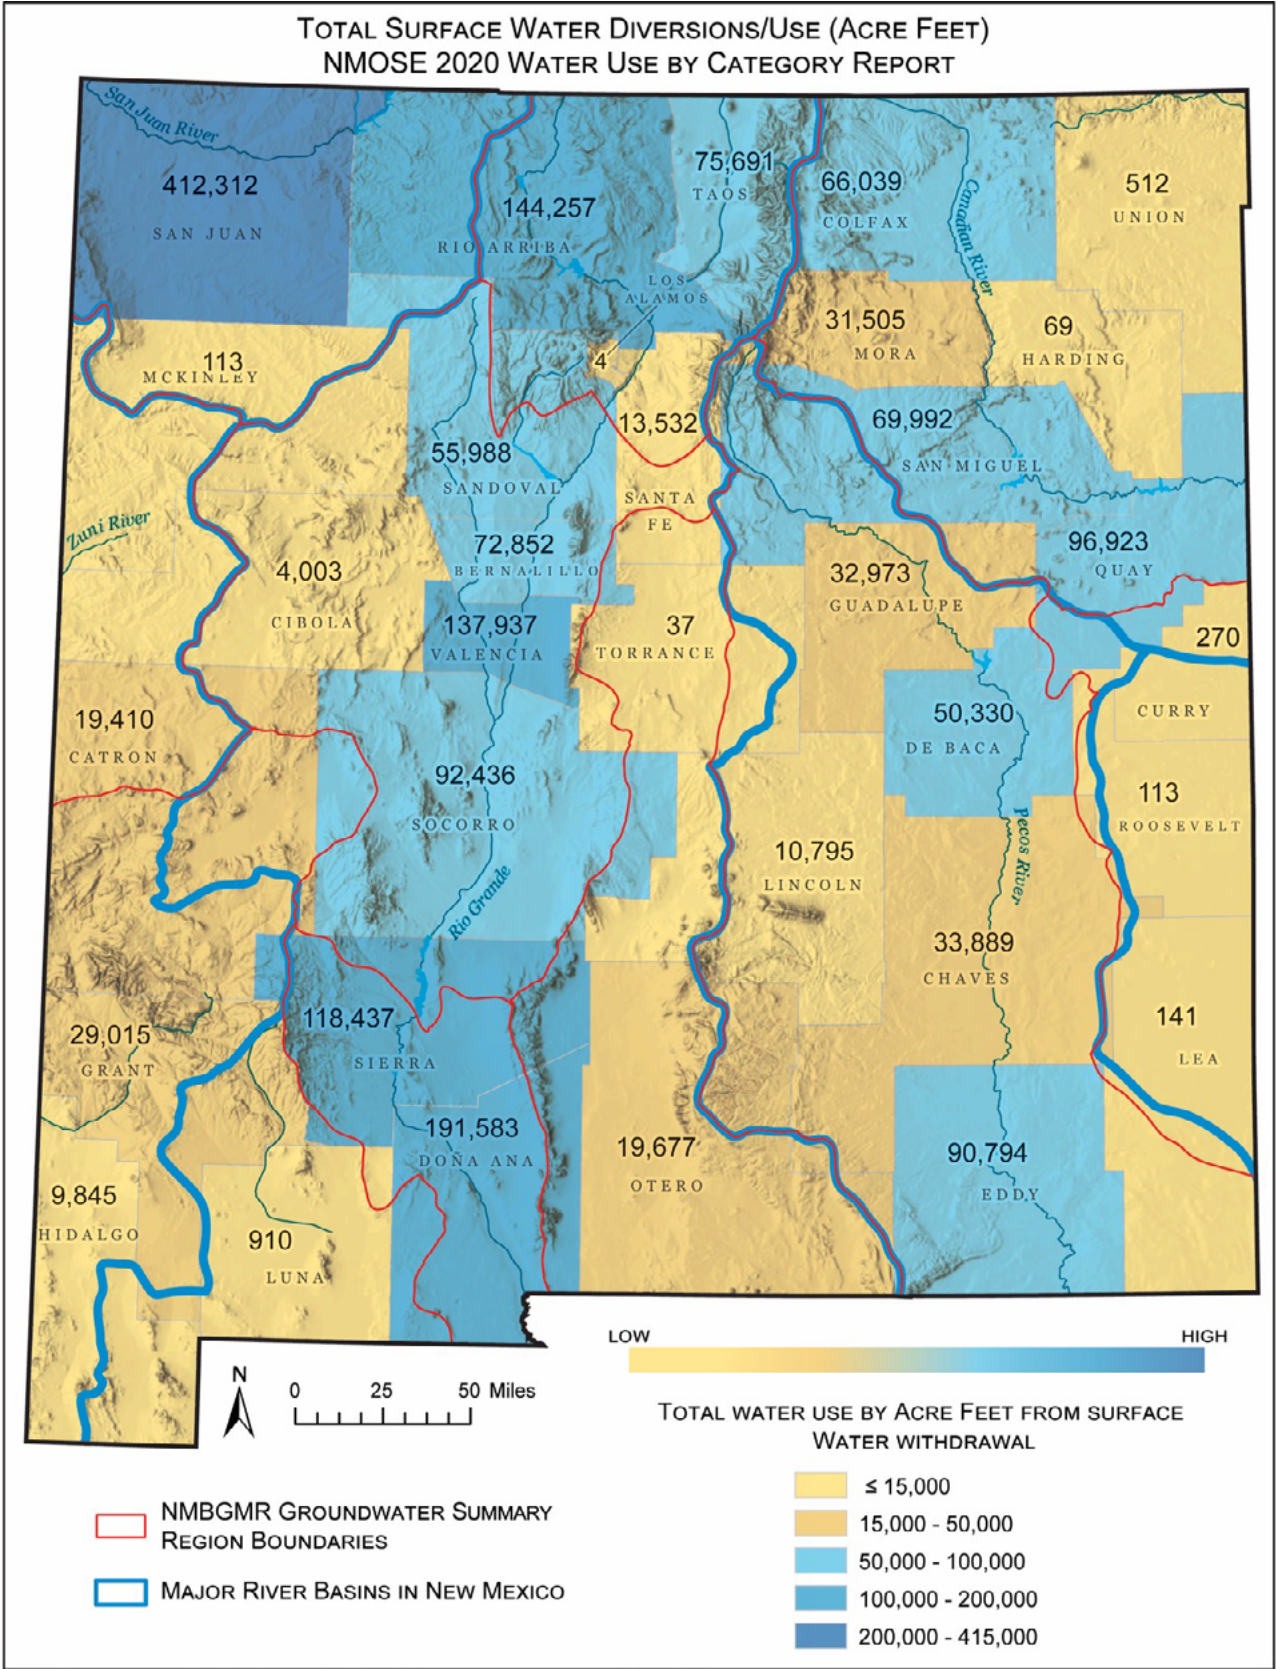 TOTAL SURFACE WATER DIVERSIONS/USE (ACRE FEET)
NMOSE 2020 WATER USE BY CATEGORY REPORT
San Juan River
412,312
SAN JUAN
144,257
RIO ARRIBA
75,691
TAOS
66,039
COLFAX
Canadian River
512
UNION
LOS
ALAMOS
4
31,505
MORA
69
HARDING
113
MCKINLEY
13,532
SANTA
FE
69,992
SAN MIGUEL
55,988
SANDOVAL
Zuni River
72,852
BERNALILLO
96,923
QUAY
4,003
CIBOLA
32,973
GUADALUPE
137,937
VALENCIA
37
TORRANCE
270
CURRY
19,410
CATRON
50,330
DE BACA
92,436
SOCORRO
113
ROOSEVELT
Pecos River
10,795
LINCOLN
Rio Grande
33,889
CHAVES
118,437
SIERRA
29,015
GRANT
141
LEA
191,583
DOÑA ANA
19,677
OTERO
90,794
EDDY
9,845
HIDALGO
910
LUNA
LOW HIGH
N
0 25 50 Miles
TOTAL WATER USE BY ACRE FEET FROM SURFACE
WATER WITHDRAWAL
≤ 15,000
15,000 - 50,000
50,000 - 100,000
100,000 - 200,000
200,000 - 415,000
NMBGMR GROUNDWATER SUMMARY
REGION BOUNDARIES
MAJOR RIVER BASINS IN NEW MEXICO